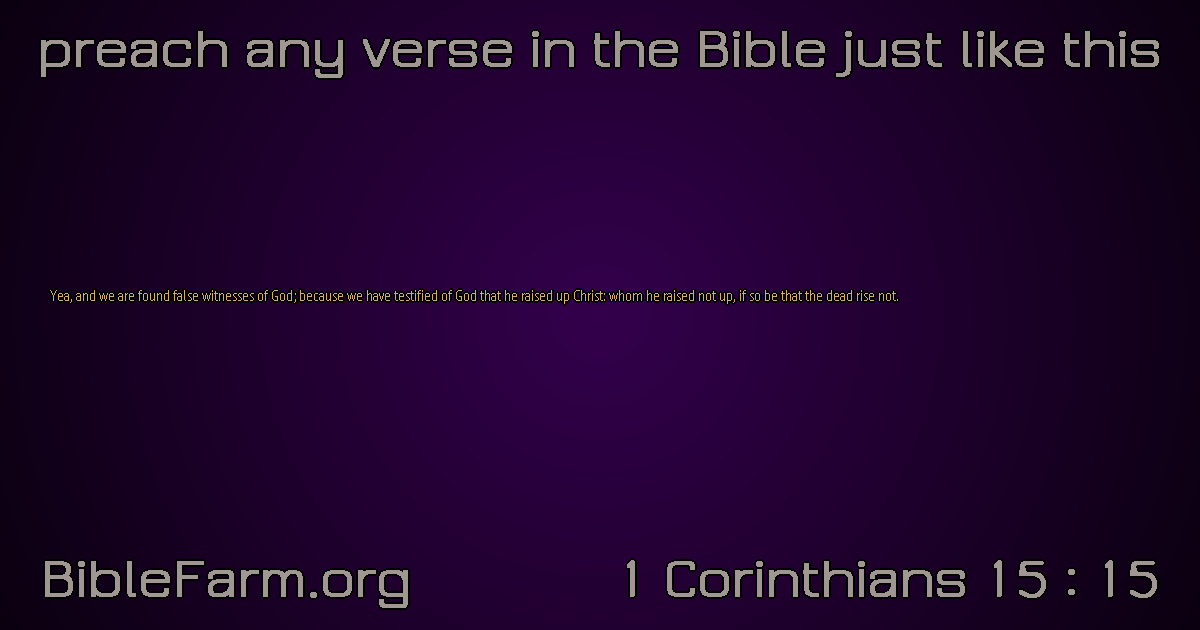 preach any verse in the Bible just like this
Yea, and we are found false witnesses of God; because we have testified of God that he raised up Christ: whom he raised not up, if so be that the dead rise not.
BibleFarm.org
1 Corinthians 15 : 15